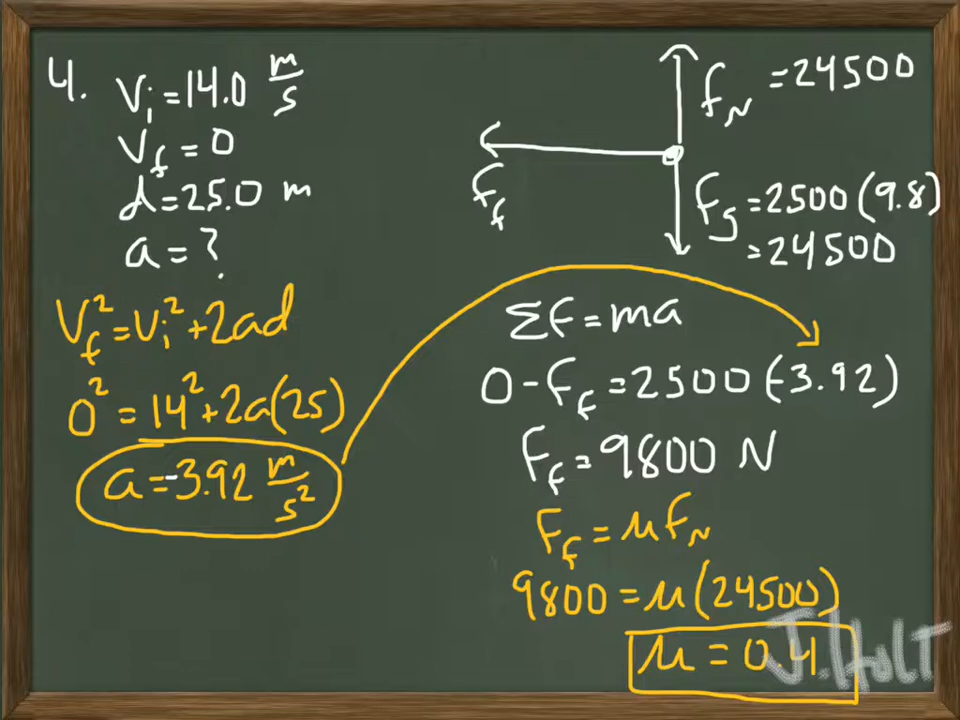 4. Vi = 14.0 m/s
Vf = 0
d = 25.0 m
a = ?
Vf² = Vi² + 2ad
0² = 14² + 2a(25)
a = -3.92 m/s²
FN = 24500
Ff
Fg = 2500(9.8)
= 24500
ΣF = ma
0 - Ff = 2500(-3.92)
Ff = 9800 N
Ff = μFN
9800 = μ(24500)
μ = 0.4
J. Holt